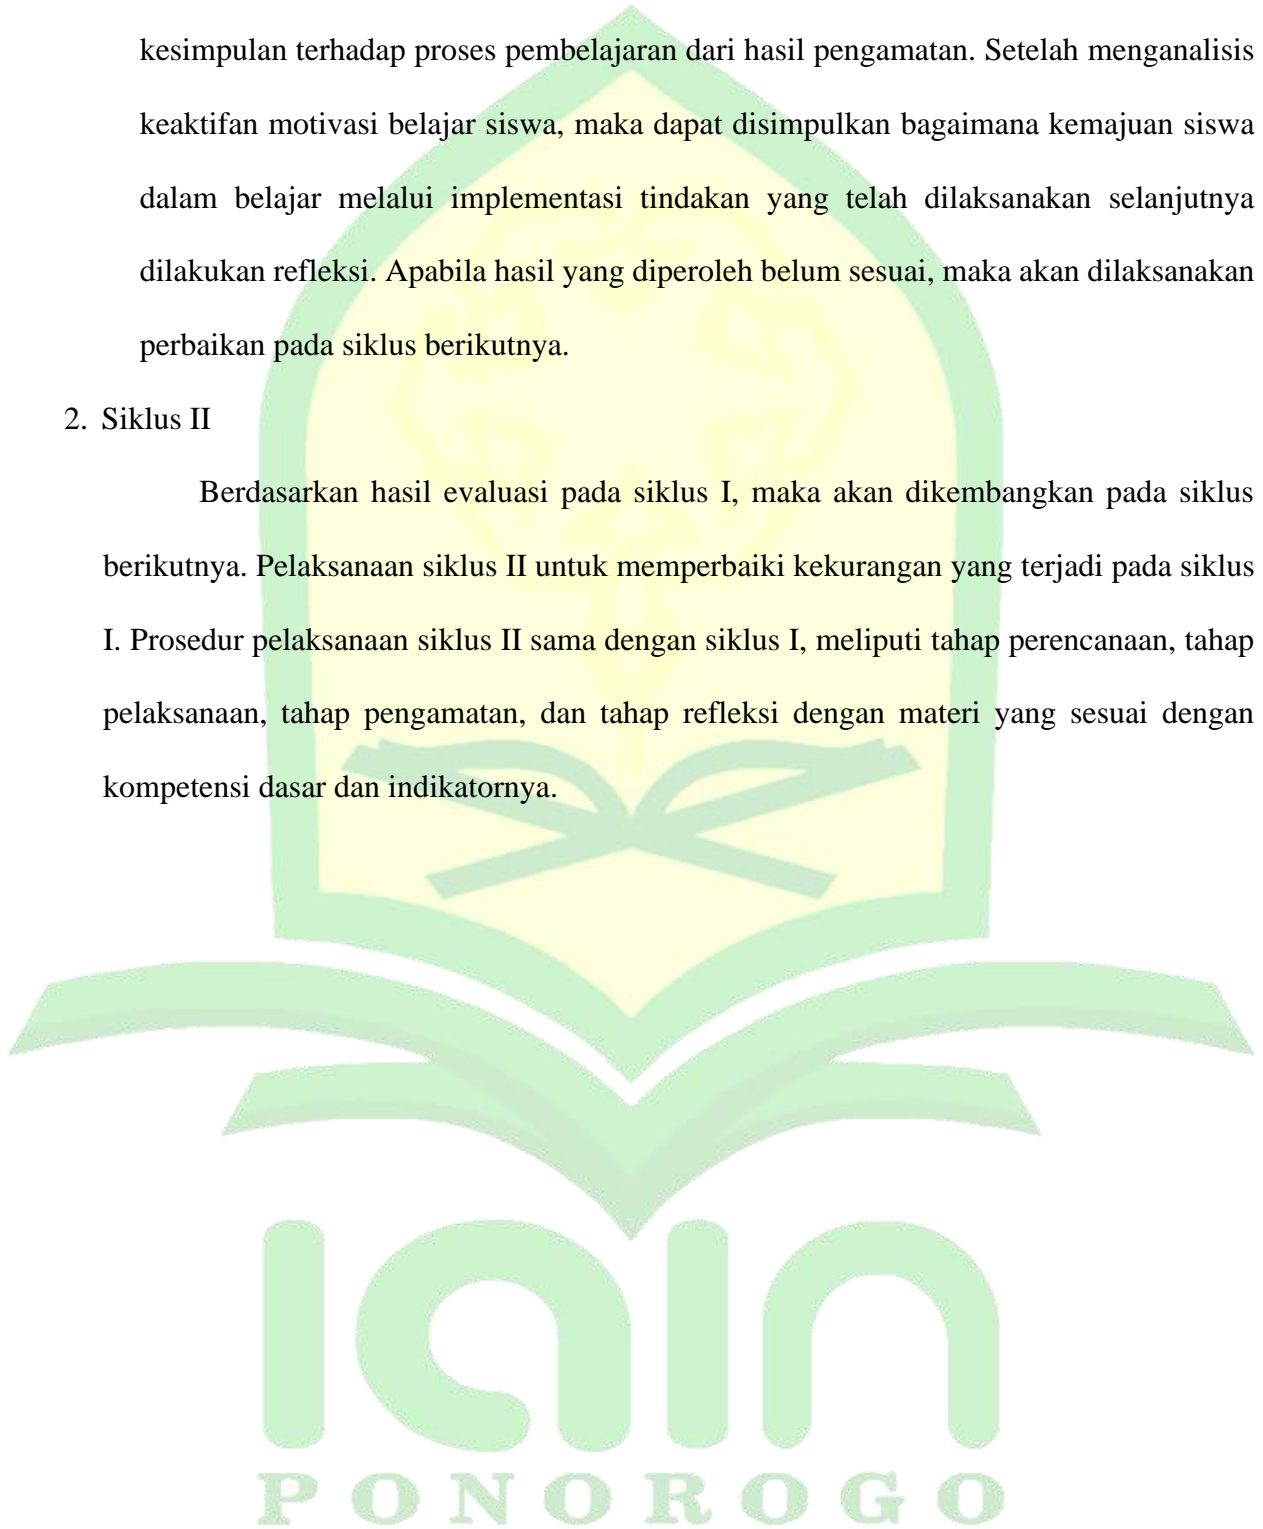 kesimpulan terhadap proses pembelajaran dari hasil pengamatan. Setelah menganalisis
keaktifan motivasi belajar siswa, maka dapat disimpulkan bagaimana kemajuan siswa
dalam belajar melalui implementasi tindakan yang telah dilaksanakan selanjutnya
dilakukan refleksi. Apabila hasil yang diperoleh belum sesuai, maka akan dilaksanakan
perbaikan pada siklus berikutnya.
2. Siklus II
Berdasarkan hasil evaluasi pada siklus I, maka akan dikembangkan pada siklus
berikutnya. Pelaksanaan siklus II untuk memperbaiki kekurangan yang terjadi pada siklus
I. Prosedur pelaksanaan siklus II sama dengan siklus I, meliputi tahap perencanaan, tahap
pelaksanaan, tahap pengamatan, dan tahap refleksi dengan materi yang sesuai dengan
kompetensi dasar dan indikatornya.
iain
PONOROGO